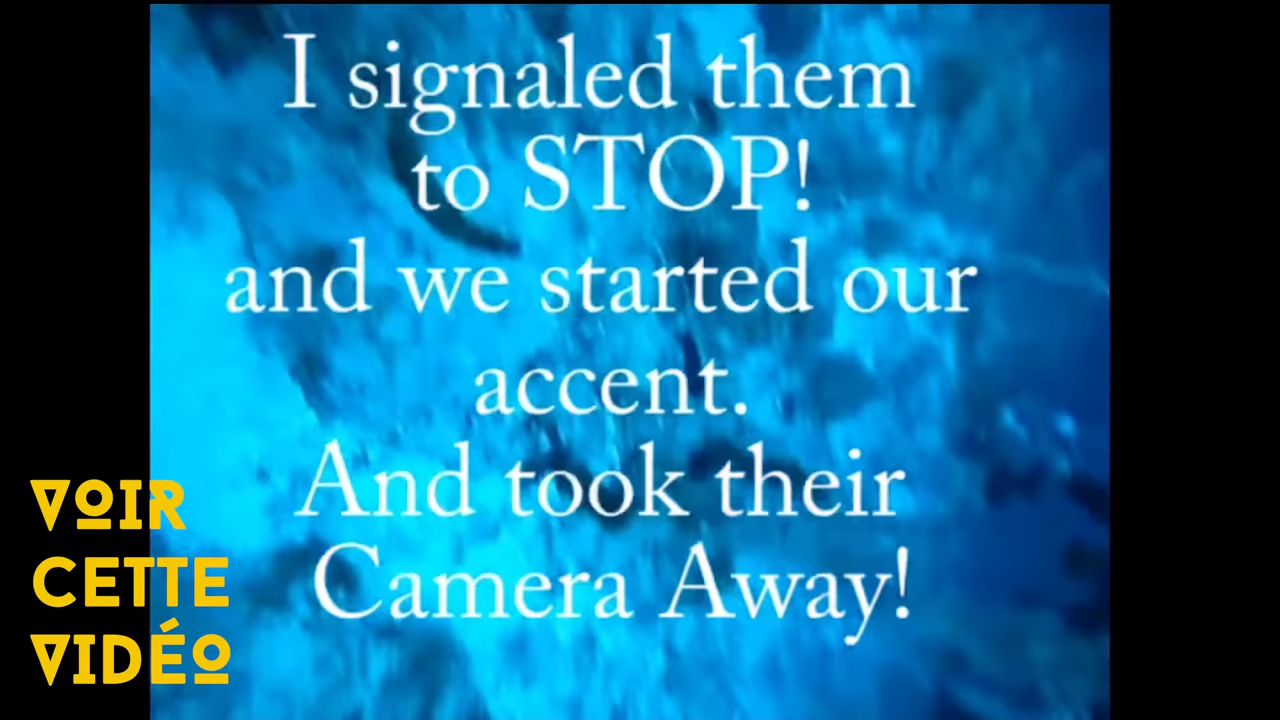 I signaled them
to STOP!
and we started our
accent.
And took their
Camera Away!
VOIR
CETTE
VIDÉO